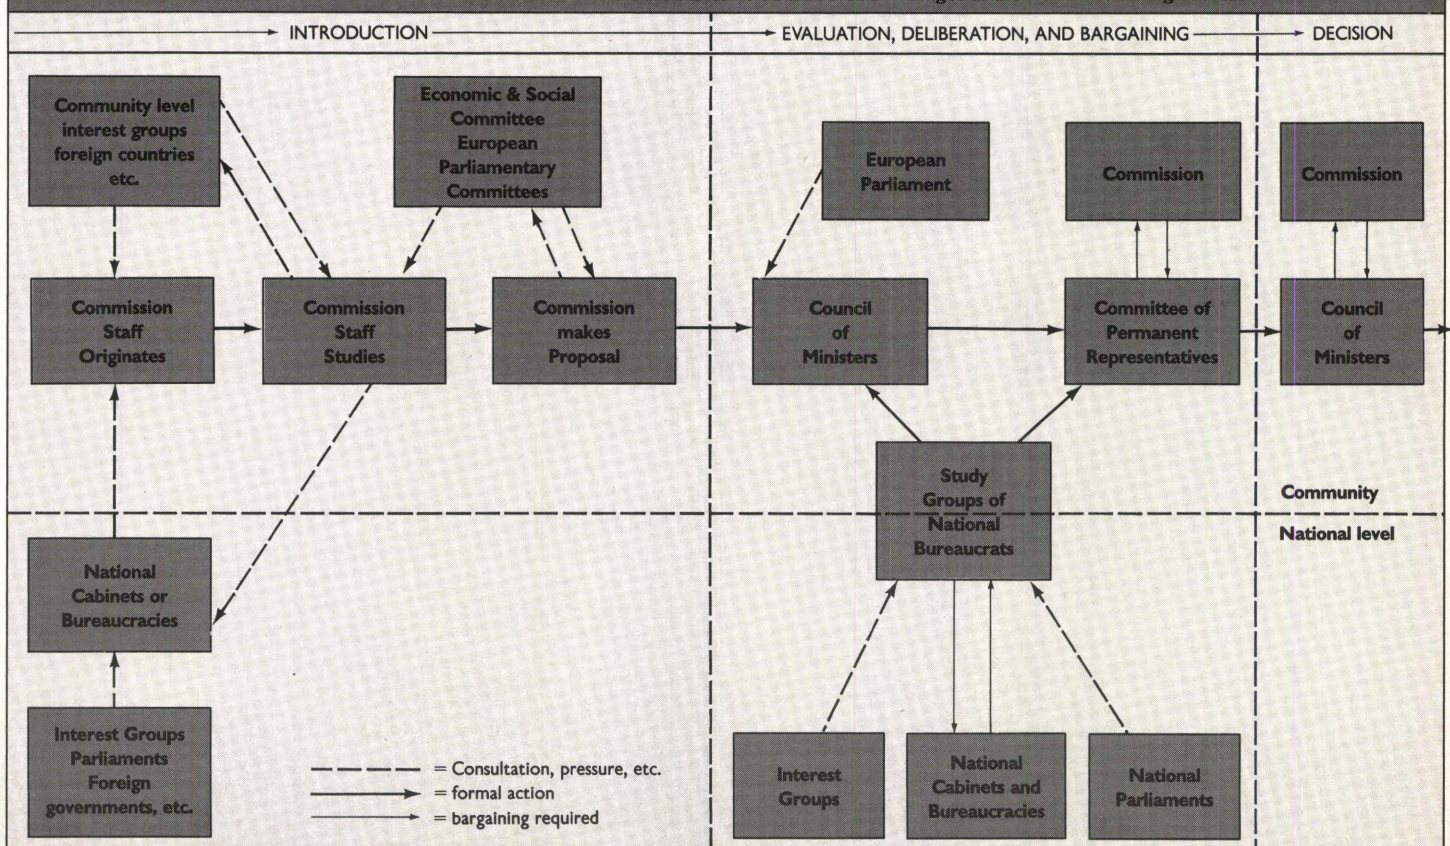 INTRODUCTION
EVALUATION, DELIBERATION, AND BARGAINING
DECISION
Community level
interest groups
foreign countries
etc.
Economic & Social
Committee
European
Parliamentary
Committees
European
Parliament
Commission
Commission
Commission
Staff
Originates
Commission
Staff
Studies
Commission
makes
Proposal
Council
of
Ministers
Committee of
Permanent
Representatives
Council
of
Ministers
Study
Groups of
National
Bureaucrats
Community
National level
National
Cabinets or
Bureaucracies
Interest Groups
Parliaments
Foreign
governments, etc.
= Consultation, pressure, etc.
= formal action
= bargaining required
Interest
Groups
National
Cabinets and
Bureaucracies
National
Parliaments